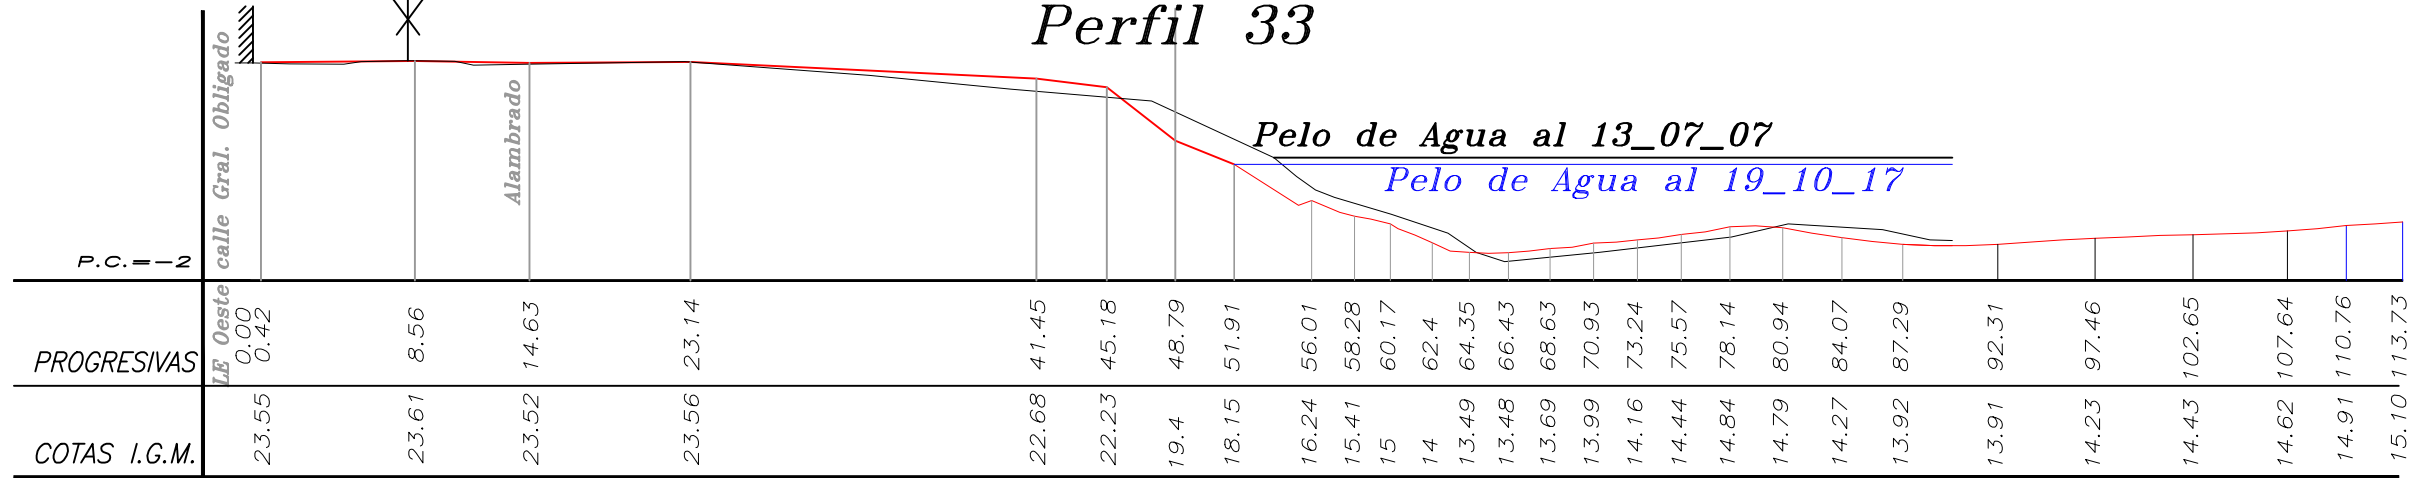 Perfil 33
LE Oeste calle Gral. Obligado
Alambrado
Pelo de Agua al 13_07_07
Pelo de Agua al 19_10_17
P.C.=-2
PROGRESIVAS 0.00 0.42 8.56 14.63 23.14 41.45 45.18 48.79 51.91 56.01 58.28 60.17 62.4 64.35 66.43 68.63 70.93 73.24 75.57 78.14 80.94 84.07 87.29 92.31 97.46 102.65 107.64 110.76 113.73
COTAS I.G.M. 23.55 23.61 23.52 23.56 22.68 22.23 19.4 18.15 16.24 15.41 15 14 13.49 13.48 13.69 13.99 14.16 14.44 14.84 14.79 14.27 13.92 13.91 14.23 14.43 14.62 14.91 15.10